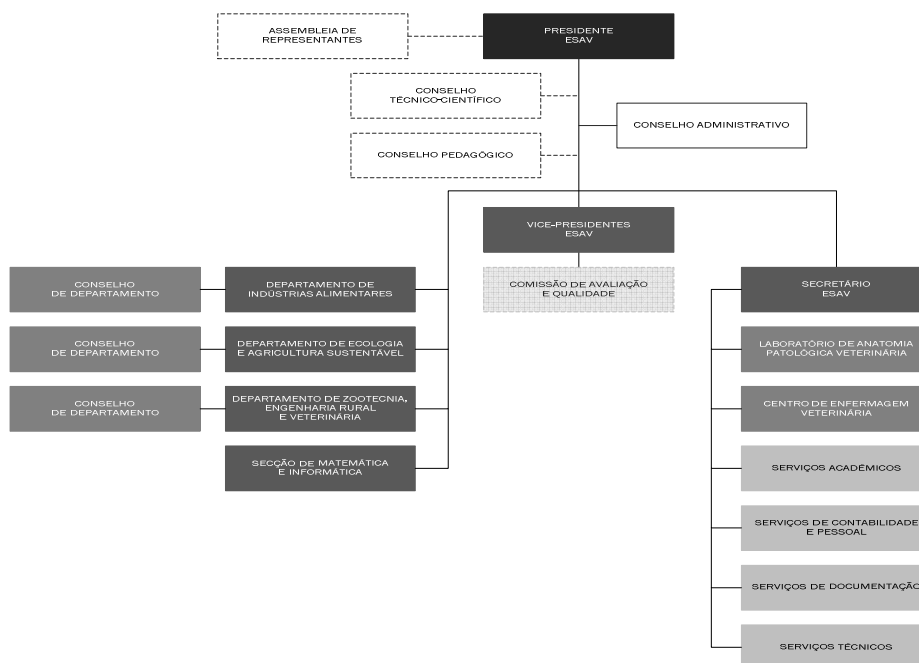 ASSEMBLEIA DE
REPRESENTANTES
PRESIDENTE
ESAV
CONSELHO
TÉCNICO-CIENTÍFICO
CONSELHO ADMINISTRATIVO
CONSELHO PEDAGÓGICO
VICE-PRESIDENTES
ESAV
CONSELHO
DE DEPARTAMENTO
DEPARTAMENTO DE
INDÚSTRIAS ALIMENTARES
COMISSÃO DE AVALIAÇÃO
E QUALIDADE
SECRETÁRIO
ESAV
CONSELHO
DE DEPARTAMENTO
DEPARTAMENTO DE ECOLOGIA
E AGRICULTURA SUSTENTÁVEL
LABORATÓRIO DE ANATOMIA
PATOLÓGICA VETERINÁRIA
CONSELHO
DE DEPARTAMENTO
DEPARTAMENTO DE ZOOTECNIA,
ENGENHARIA RURAL
E VETERINÁRIA
CENTRO DE ENFERMAGEM
VETERINÁRIA
SECÇÃO DE MATEMÁTICA
E INFORMÁTICA
SERVIÇOS ACADÉMICOS
SERVIÇOS DE CONTABILIDADE
E PESSOAL
SERVIÇOS DE DOCUMENTAÇÃO
SERVIÇOS TÉCNICOS